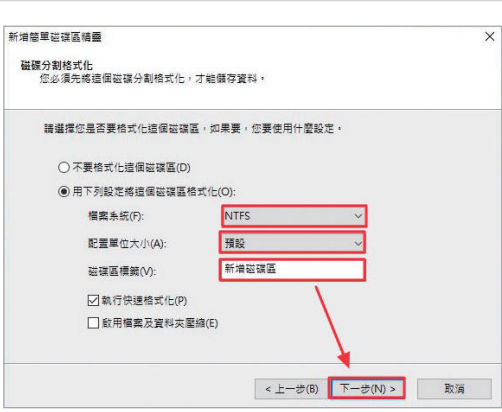 新增簡單磁碟區精靈
磁碟分割格式化
您必須先將這個磁碟分割格式化，才能儲存資料。
請選擇您是否要格式化這個磁碟區，如果要，您要使用什麼設定。
不要格式化這個磁碟區(D)
用下列設定將這個磁碟區格式化(O):
檔案系統(F): NTFS
配置單位大小(A): 預設
磁碟區標籤(V): 新增磁碟區
執行快速格式化(P)
啟用檔案及資料夾壓縮(E)
< 上一步(B) 下一步(N) > 取消